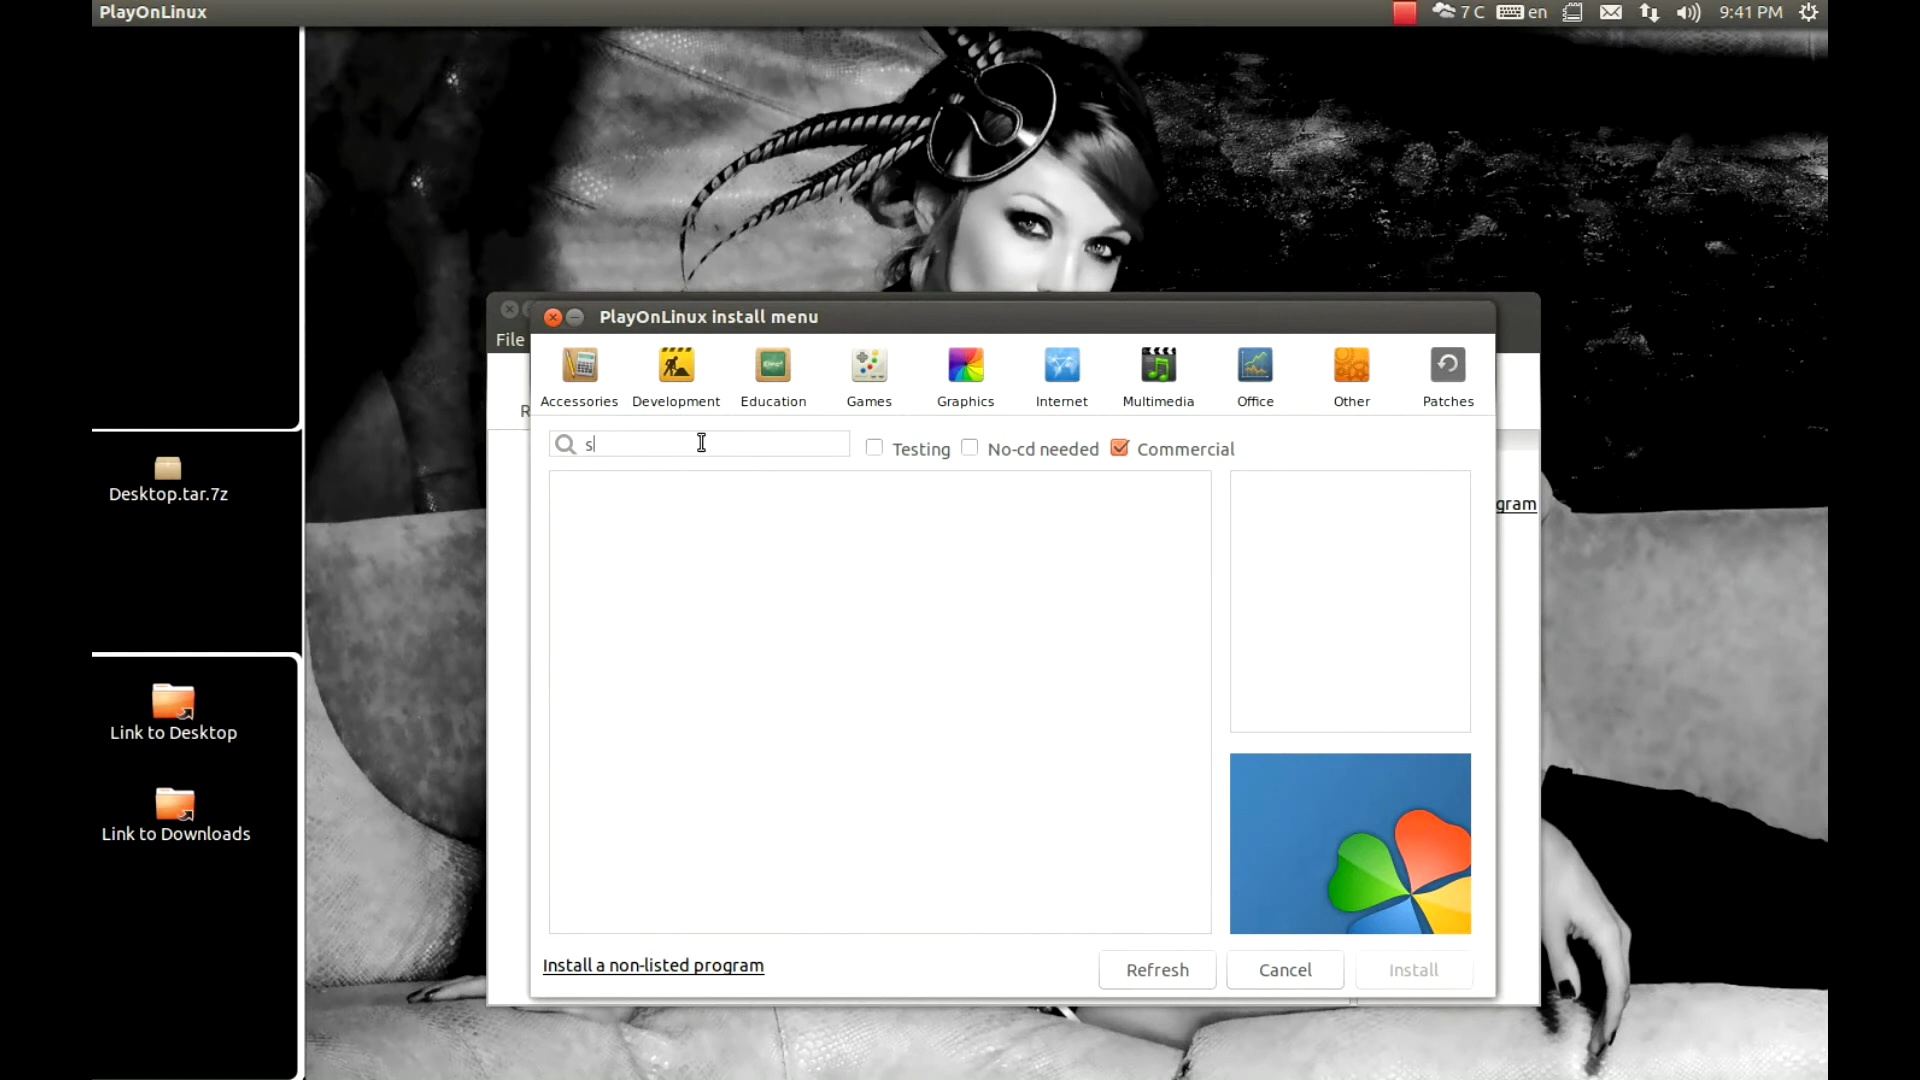 PlayOnLinux
7 C
en
9:41 PM
Desktop.tar.7z
Link to Desktop
Link to Downloads
PlayOnLinux install menu
File
R
Accessories Development Education Games Graphics Internet Multimedia Office Other Patches
s
Testing
No-cd needed
Commercial
gram
Install a non-listed program
Refresh
Cancel
Install